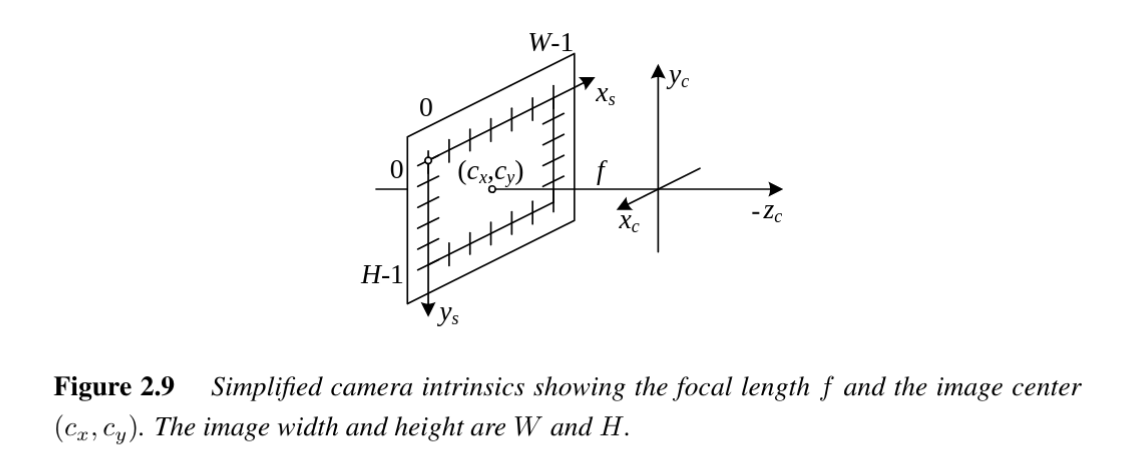 W-1
0
x_s
y_c
0
(c_x,c_y)
f
x_c
-z_c
H-1
y_s
Figure 2.9 Simplified camera intrinsics showing the focal length f and the image center
(c_x, c_y). The image width and height are W and H.